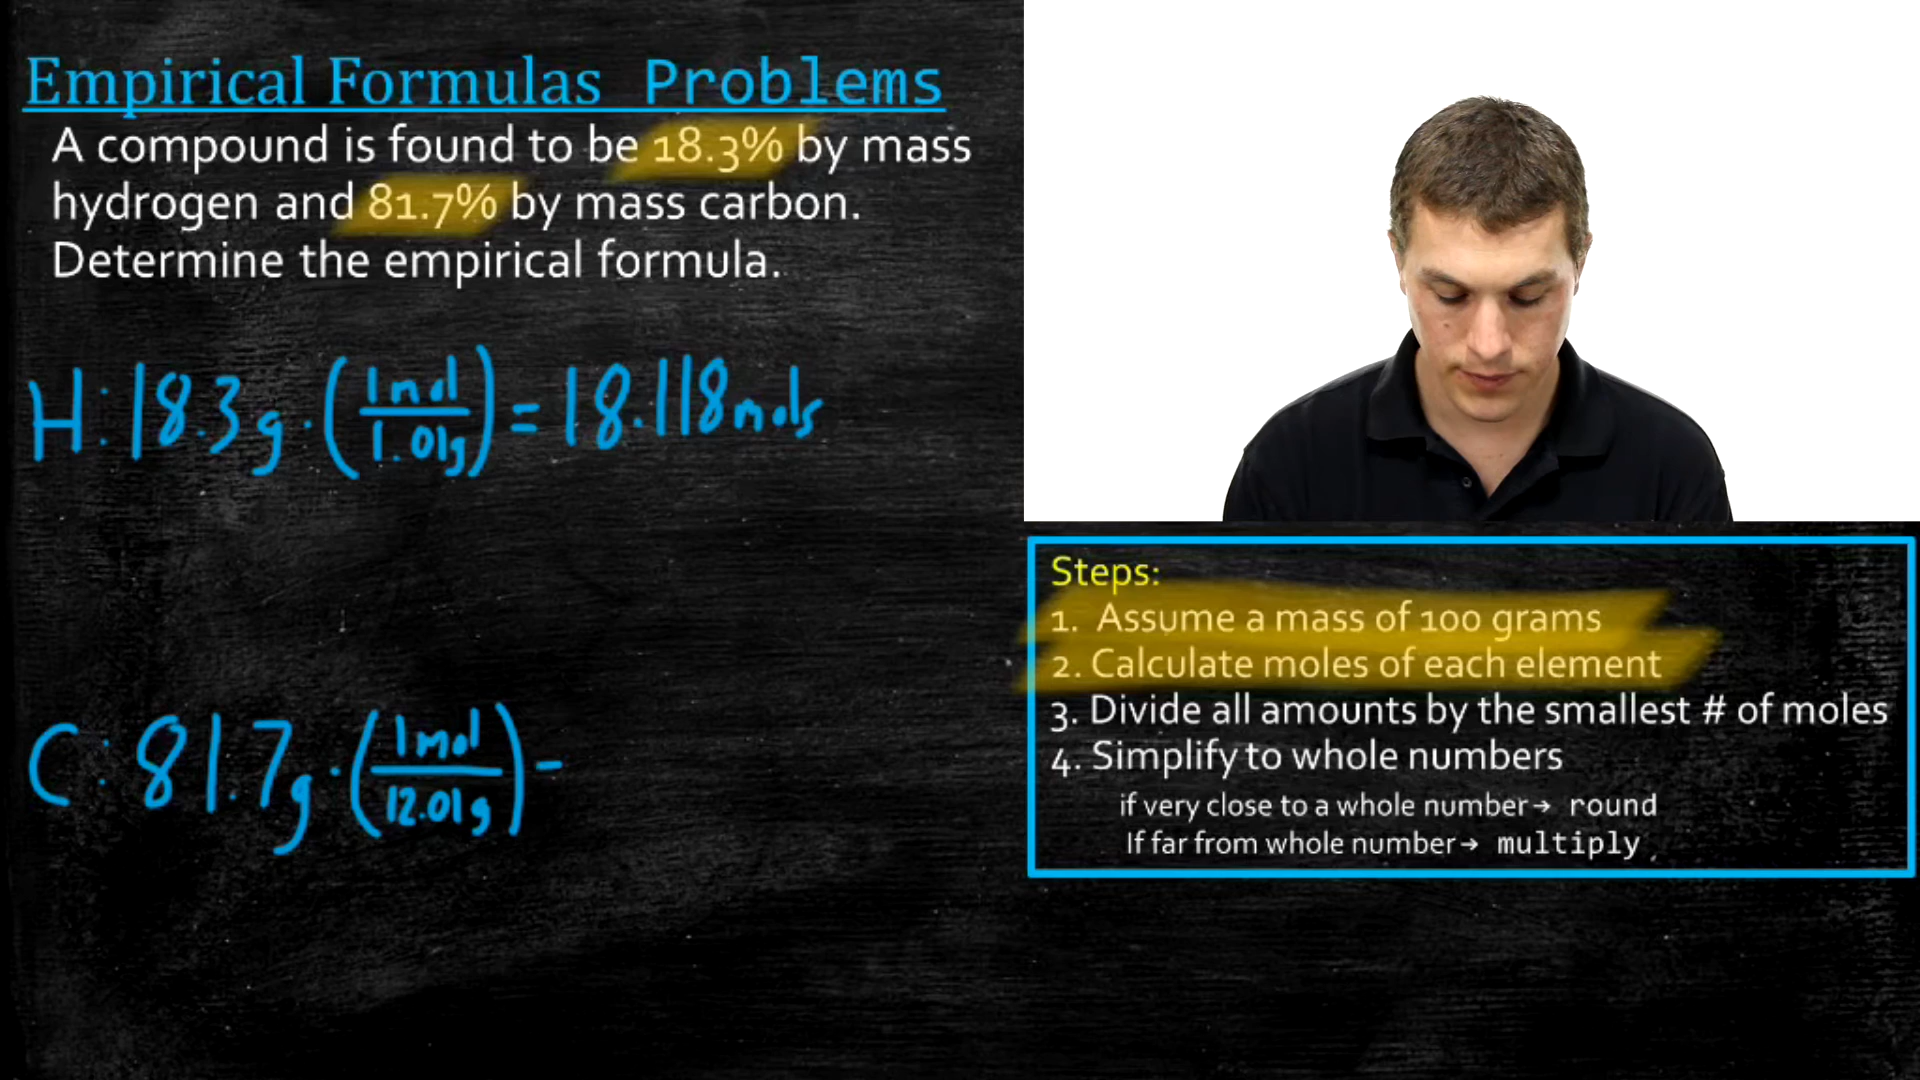 Empirical Formulas Problems
A compound is found to be 18.3% by mass
hydrogen and 81.7% by mass carbon.
Determine the empirical formula.
H: 18.3g · (1mol/1.01g) = 18.118mols
C: 81.7g · (1mol/12.01g) -
Steps:
1. Assume a mass of 100 grams
2. Calculate moles of each element
3. Divide all amounts by the smallest # of moles
4. Simplify to whole numbers
if very close to a whole number→ round
If far from whole number→ multiply